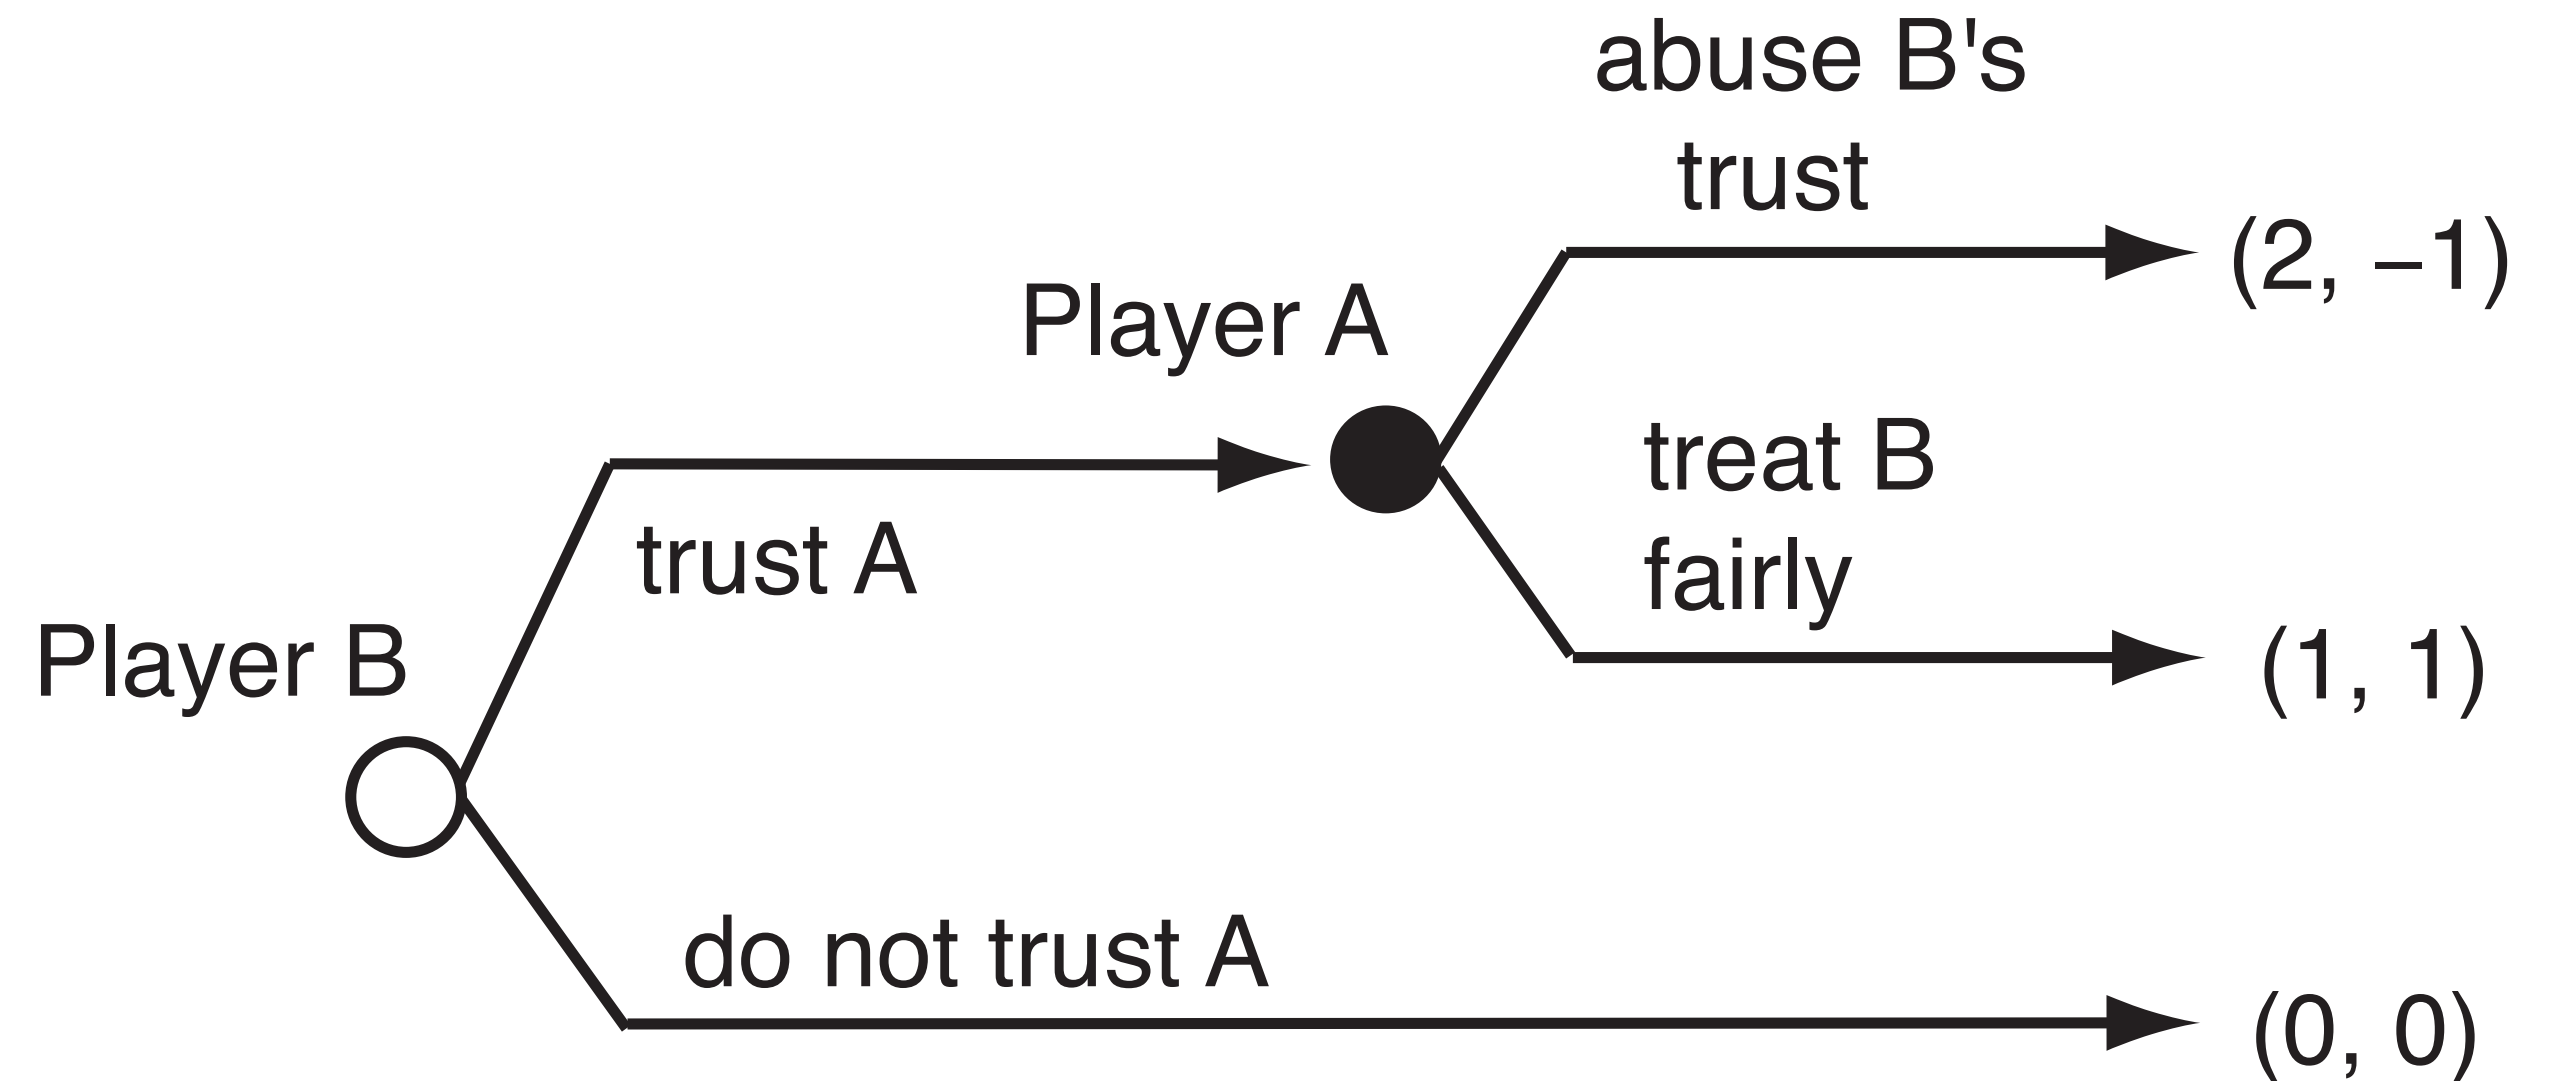 abuse B's
trust
(2, –1)
Player A
treat B
fairly
trust A
Player B
(1, 1)
do not trust A
(0, 0)